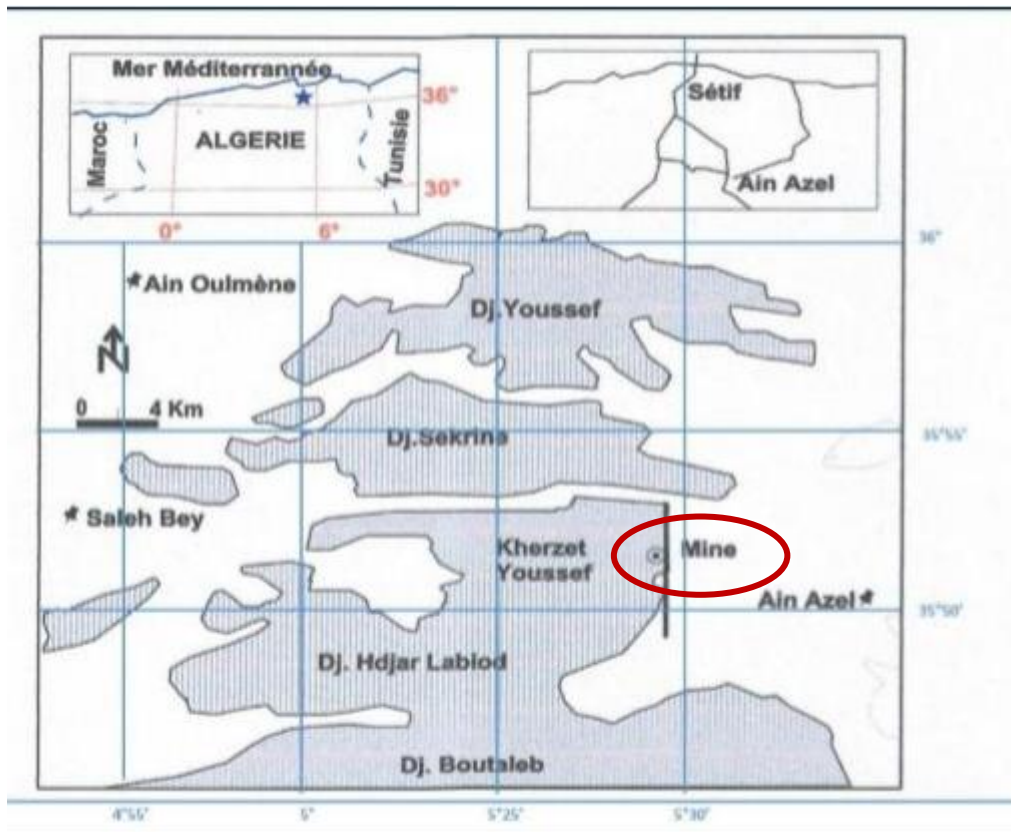 Mer Méditerrannée
36°
Maroc
ALGERIE
Tunisie
30°
0°
6°
Sétif
Ain Azel
36°
Ain Oulmène
Dj.Youssef
N
0 4 Km
Dj.Sekrine
35°55'
Saleh Bey
Kherzet
Youssef
Mine
Ain Azel
35°50'
Dj. Hdjar Labiod
Dj. Boutaleb
4°55'
5°
5°25'
5°30'